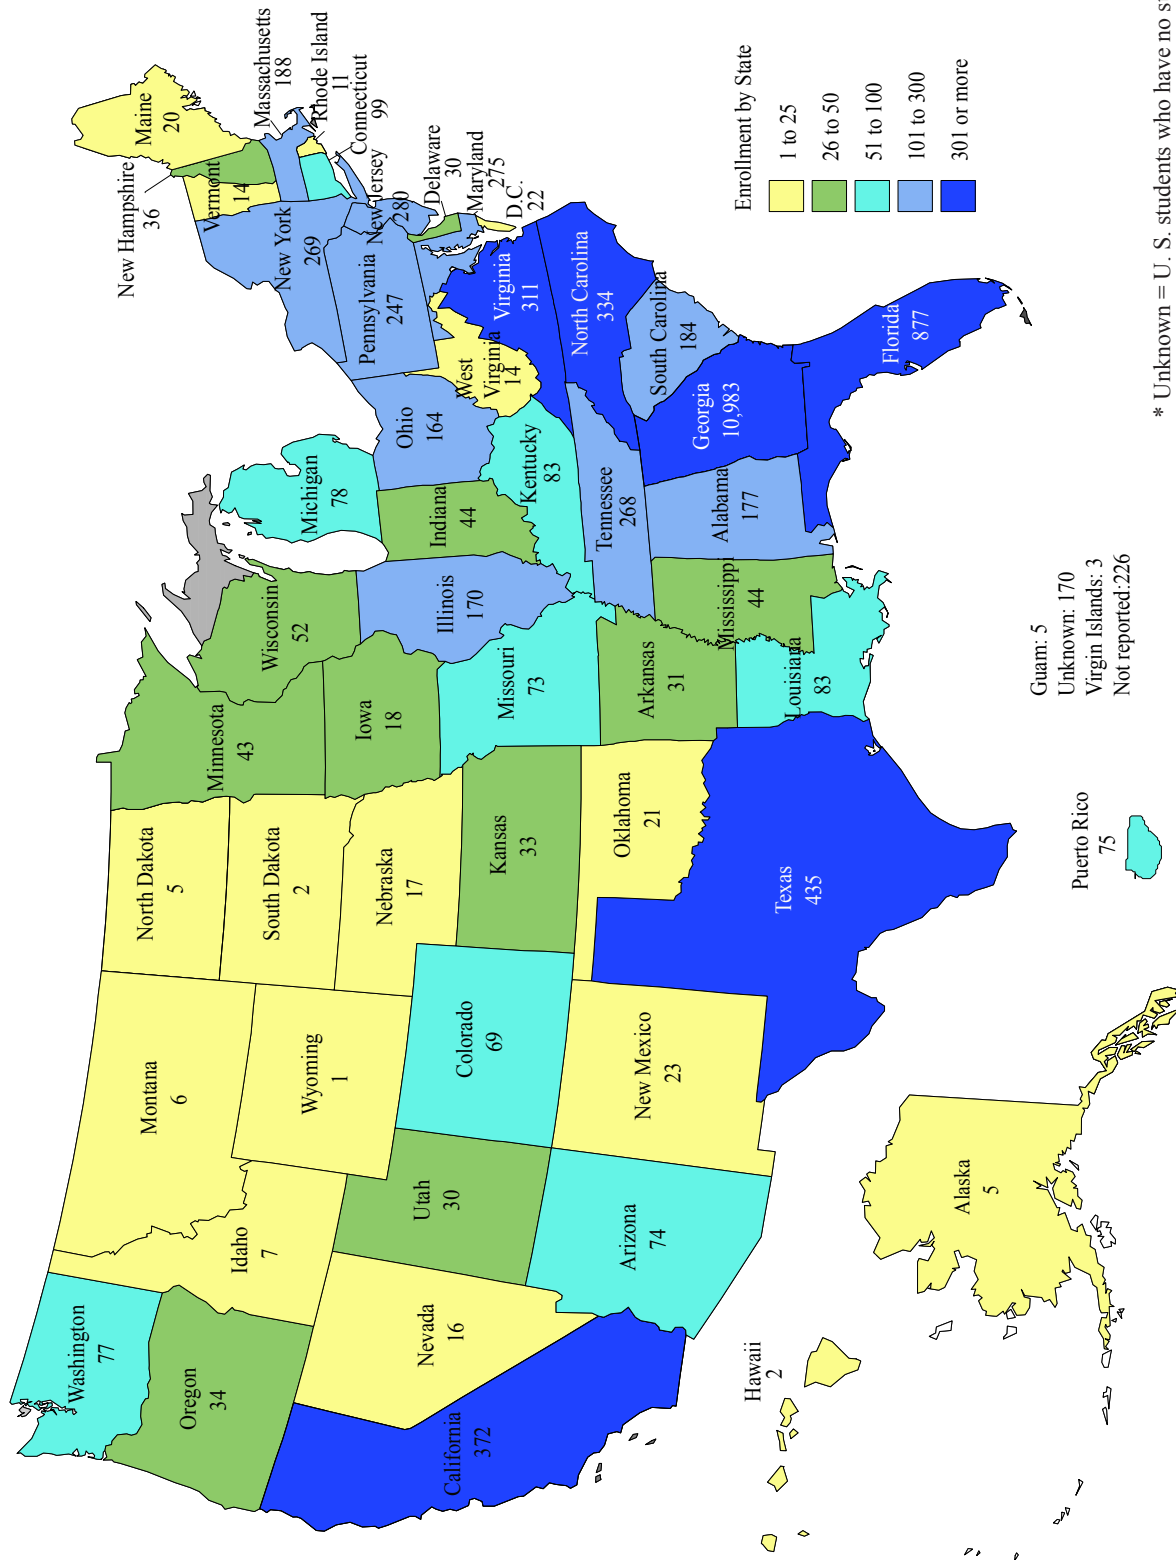 Washington
77
Oregon
34
California
372
Idaho
7
Nevada
16
Montana
6
Wyoming
1
Utah
30
Arizona
74
Colorado
69
New Mexico
23
North Dakota
5
South Dakota
2
Nebraska
17
Kansas
33
Oklahoma
21
Texas
435
Minnesota
43
Iowa
18
Missouri
73
Arkansas
31
Louisiana
83
Wisconsin
52
Illinois
170
Mississippi
44
Michigan
78
Indiana
44
Kentucky
83
Tennessee
268
Alabama
177
Ohio
164
West
Virginia
14
Virginia
311
North Carolina
334
South Carolina
184
Georgia
10,983
Florida
877
Pennsylvania
247
New York
269
New Hampshire
36
Vermont
14
Maine
20
Massachusetts
188
Rhode Island
11
Connecticut
99
New Jersey
280
Delaware
30
Maryland
275
D.C.
22
Hawaii
2
Alaska
5
Puerto Rico
75
Guam: 5
Unknown: 170
Virgin Islands: 3
Not reported:226
Enrollment by State
1 to 25
26 to 50
51 to 100
101 to 300
301 or more
* Unknown = U. S. students who have no